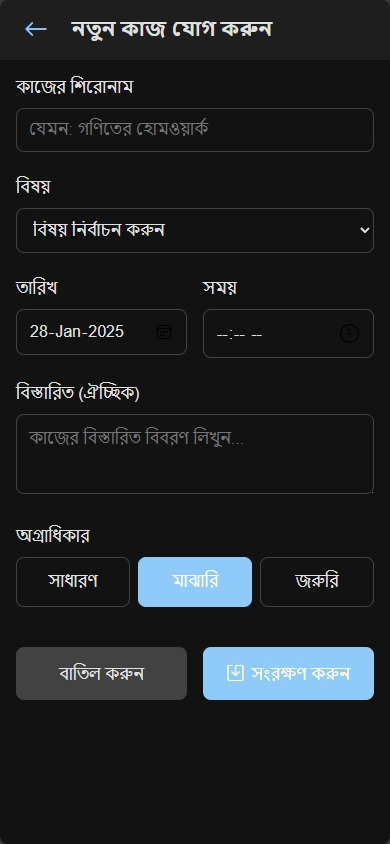 নতুন কাজ যোগ করুন
কাজের শিরোনাম
যেমন: গণিতের হোমওয়ার্ক
বিষয়
বিষয় নির্বাচন করুন
তারিখ সময়
28-Jan-2025 --:-- --
বিস্তারিত (ঐচ্ছিক)
কাজের বিস্তারিত বিবরণ লিখুন...
অগ্রাধিকার
সাধারণ মাঝারি জরুরি
বাতিল করুন সংরক্ষণ করুন